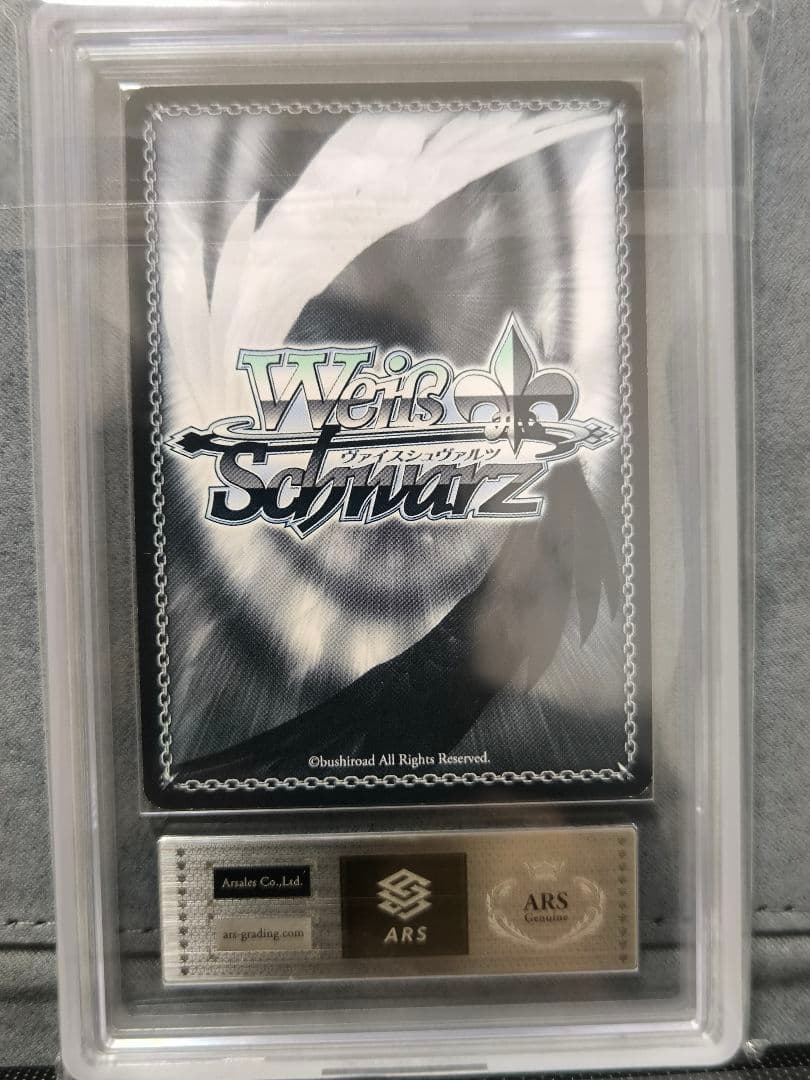 Weiß
ヴァイスシュヴァルツ
Schwarz
©bushiroad All Rights Reserved.
Arsales Co.,Ltd.
ars-grading.com
ARS
ARS
Genuine